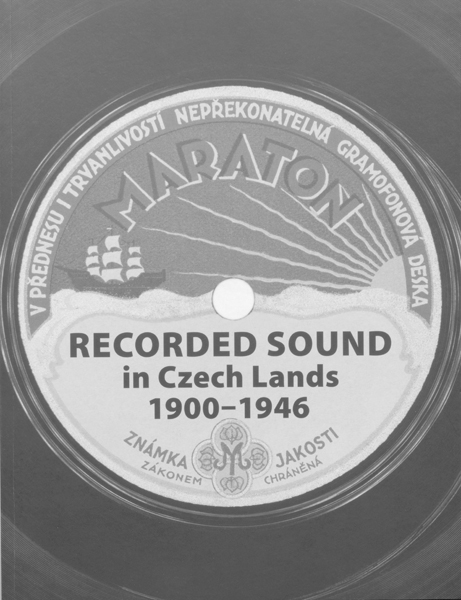 V PŘEDNESU I TRVANLIVOSTÍ NEPŘEKONATELNÁ GRAMOFONOVÁ DESKA
MARATON
RECORDED SOUND
in Czech Lands
1900–1946
ZNÁMKA JAKOSTI
ZÁKONEM CHRÁNĚNÁ
M